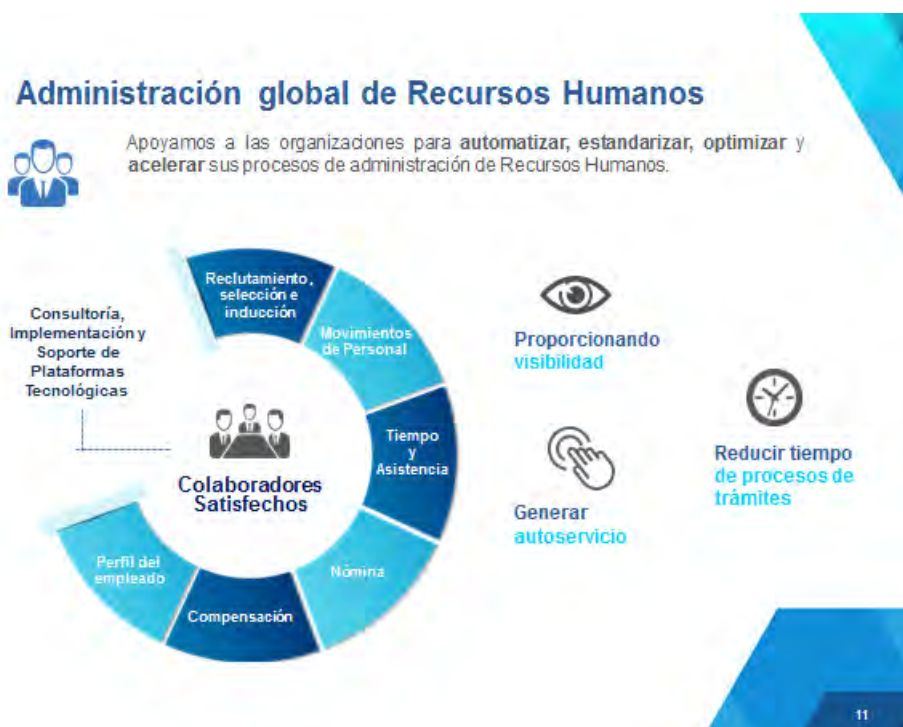 Administración global de Recursos Humanos
Apoyamos a las organizaciones para automatizar, estandarizar, optimizar y
acelerar sus procesos de administración de Recursos Humanos.
Consultoría,
Implementación y
Soporte de
Plataformas
Tecnológicas
Reclutamiento,
selección e
inducción
Movimientos
de Personal
Tiempo
y
Asistencia
Nómina
Compensación
Perfil del
empleado
Colaboradores
Satisfechos
Proporcionando
visibilidad
Generar
autoservicio
Reducir tiempo
de procesos de
trámites
11